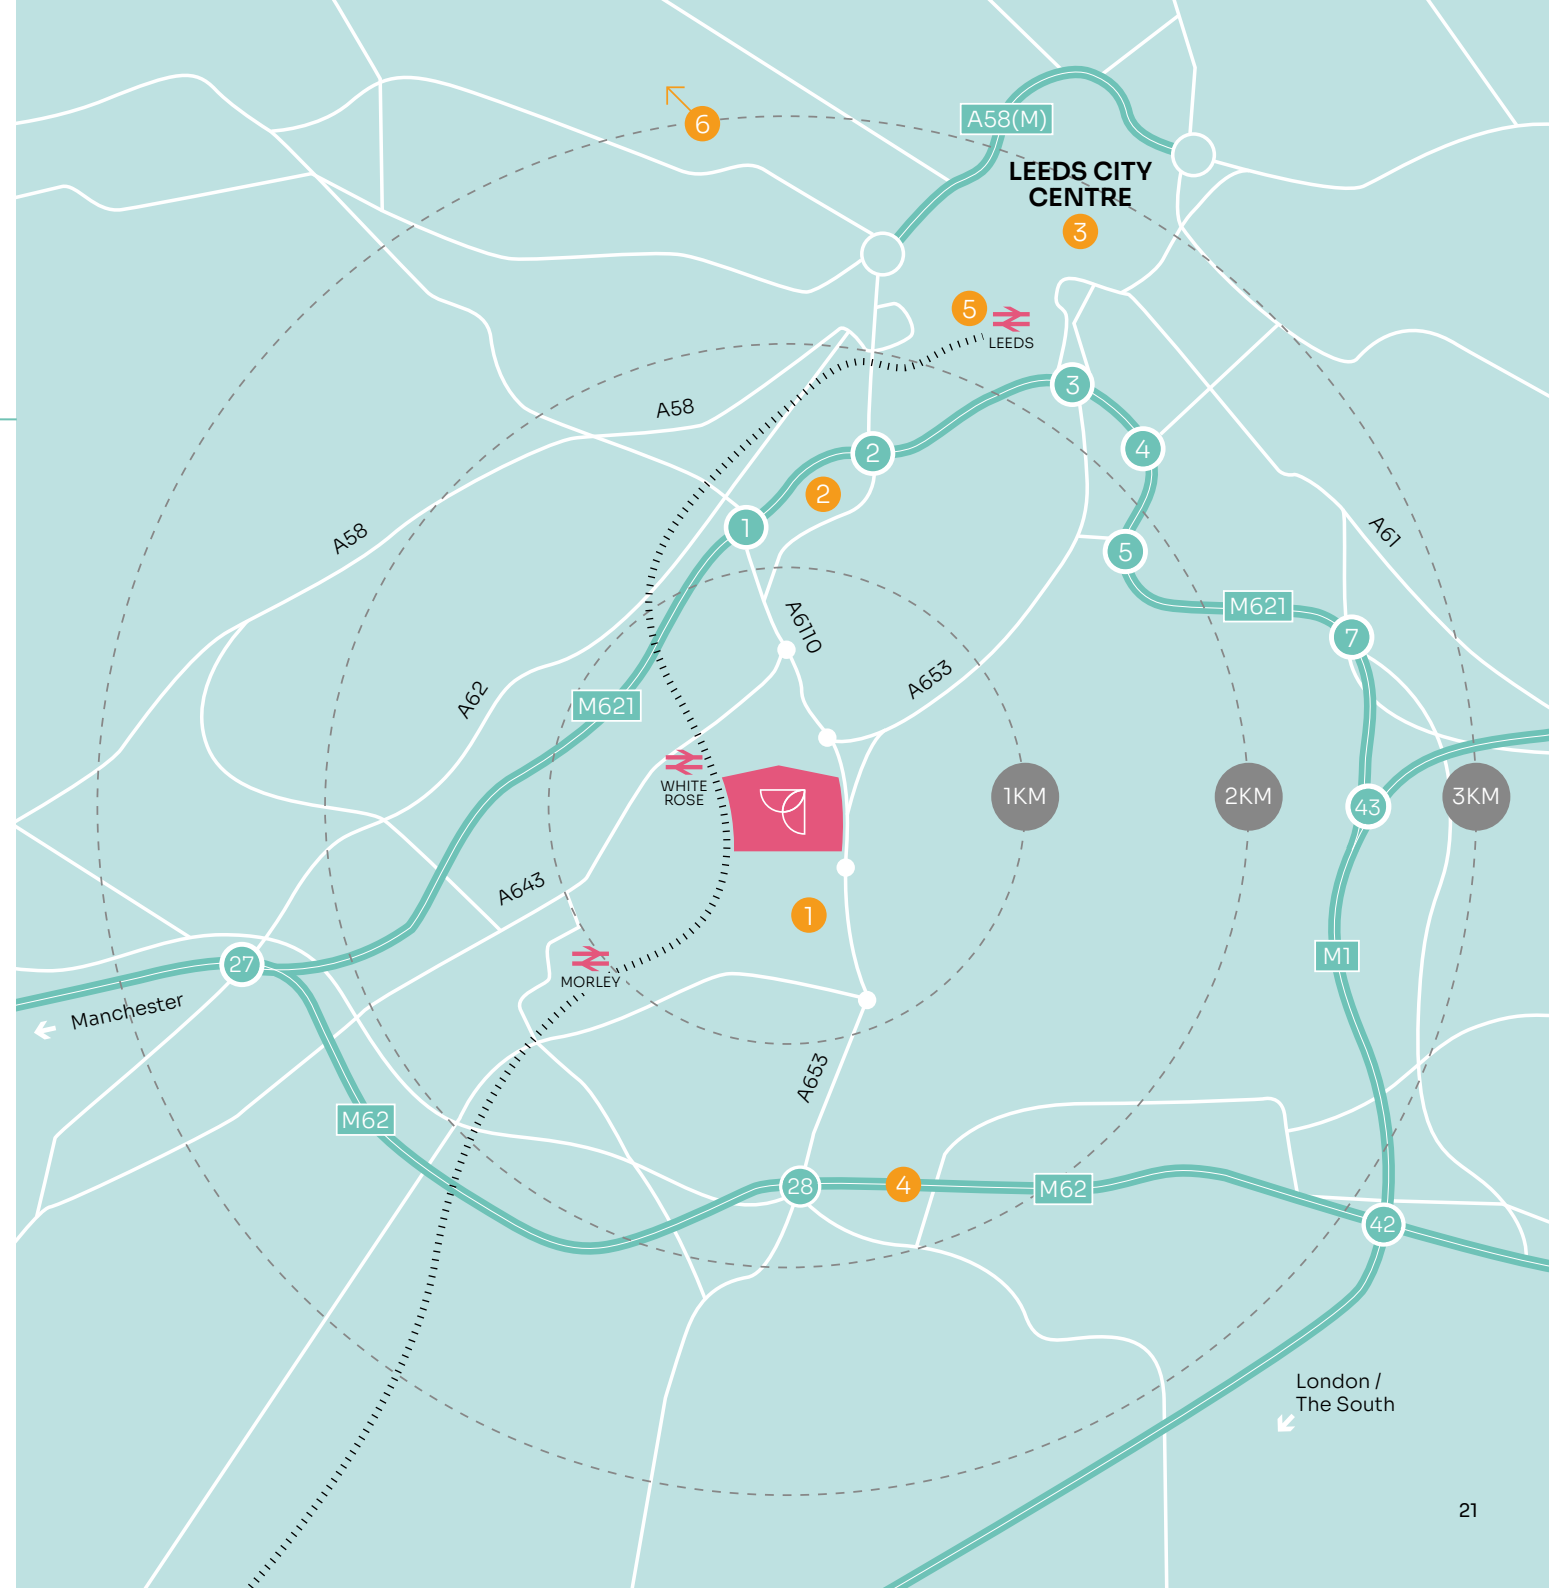 6
A58(M)
LEEDS CITY
CENTRE
3
5
LEEDS
3
A58
2
4
2
1
A58
A61
5
M621
A6110
7
A653
A62
M621
WHITE
ROSE
1KM
2KM
43
3KM
A643
1
27
M1
MORLEY
Manchester
A653
M62
28
4
M62
42
London /
The South
21